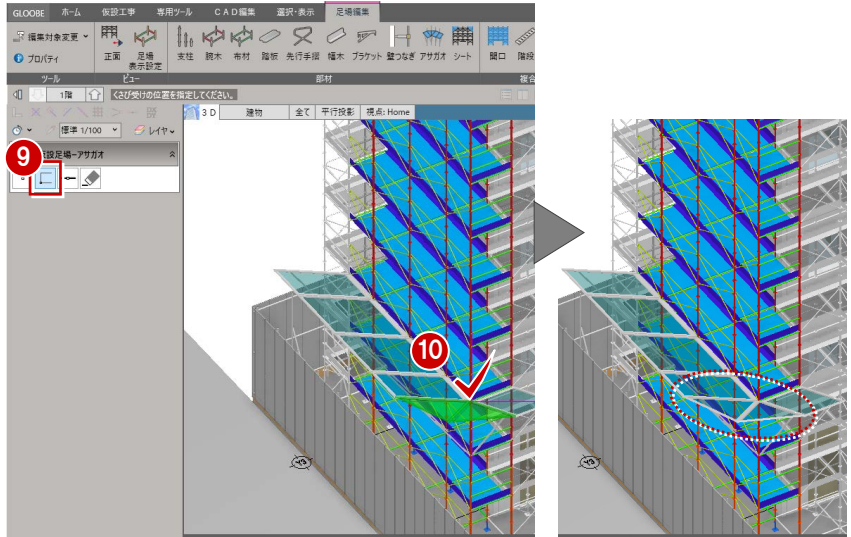 GLOOBE ホーム 仮設工事 専用ツール CAD編集 選択・表示 足場編集
編集対象変更
プロパティ
正面 足場表示設定 支柱 腕木 布材 踏板 先行手摺 幅木 ブラケット 壁つなぎ アサガオ シート 開口 階段
ツール ビュー 部材 複合
1階 くさび受けの位置を指定してください。
3D 建物 全て 平行投影 視点: Home
標準 1/100 レイヤ
9 仮設足場-アサガオ
10
Y3
Y3